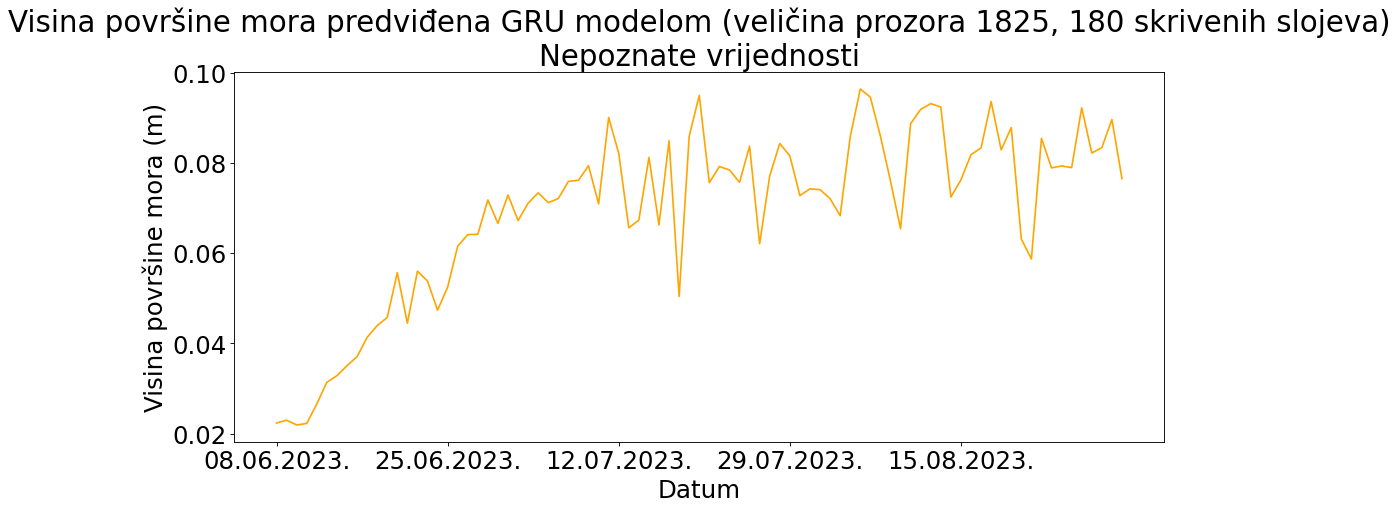 Visina površine mora predviđena GRU modelom (veličina prozora 1825, 180 skrivenih slojeva)
Nepoznate vrijednosti
Visina površine mora (m)
0.10
0.08
0.06
0.04
0.02
08.06.2023. 25.06.2023. 12.07.2023. 29.07.2023. 15.08.2023.
Datum